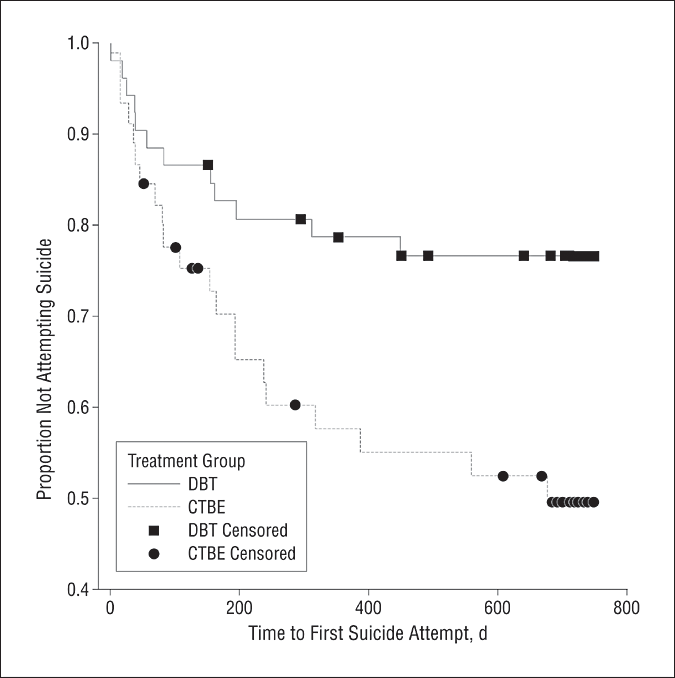 1.0
0.9
0.8
0.7
0.6
0.5
0.4
Proportion Not Attempting Suicide
Treatment Group
DBT
CTBE
DBT Censored
CTBE Censored
0
200
400
600
800
Time to First Suicide Attempt, d